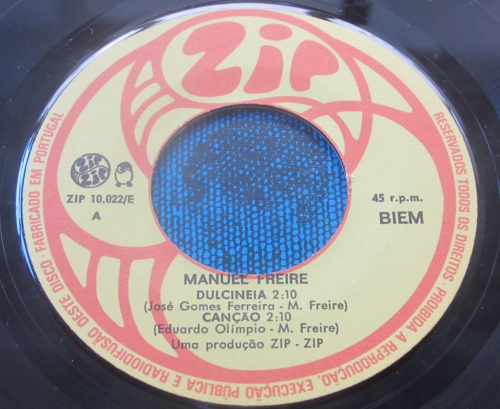 Zip
ZIP ZIP
ZIP 10.022/E
A
45 r.p.m.
BIEM
MANUEL FREIRE
DULCINEIA 2:10
(José Gomes Ferreira - M. Freire)
CANÇÃO 2:10
(Eduardo Olímpio - M. Freire)
Uma produção ZIP - ZIP
FABRICADO EM PORTUGAL · RESERVADOS TODOS OS DIREITOS · PROIBIDA A REPRODUÇÃO, EXECUÇÃO PÚBLICA E RADIODIFUSÃO DESTE DISCO ·